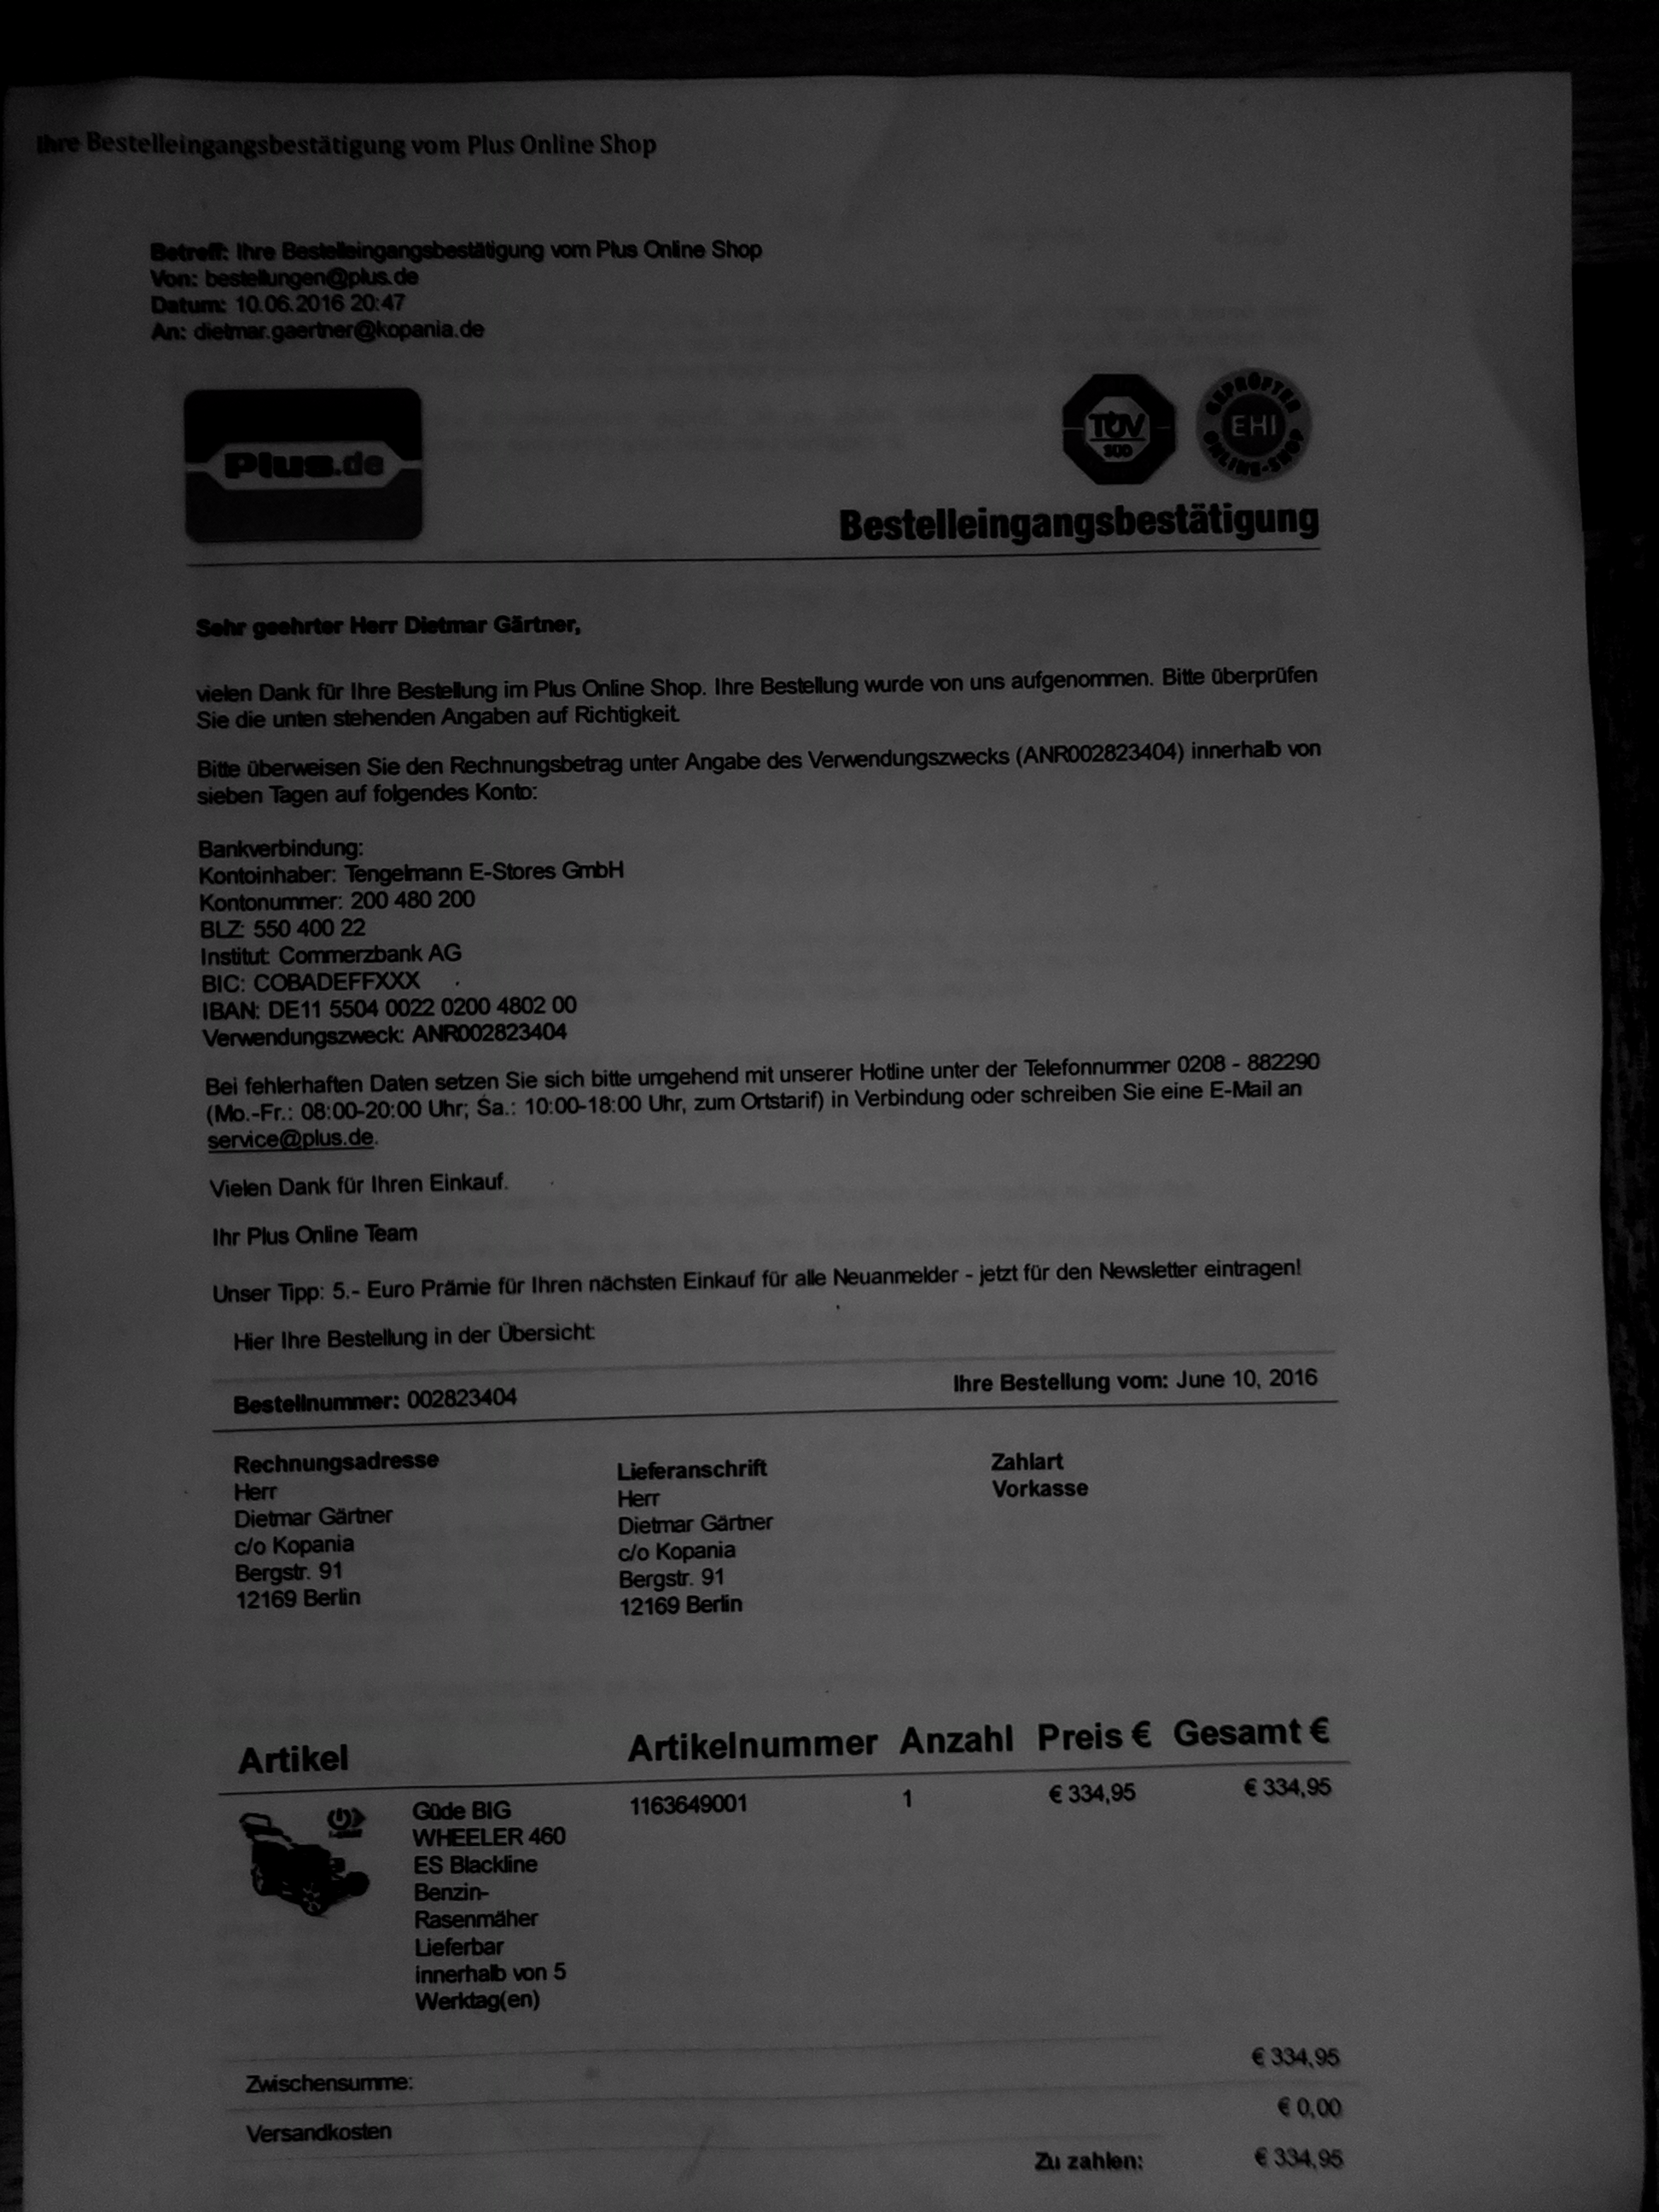 Ihre Bestelleingangsbestätigung vom Plus Online Shop
Betreff: Ihre Bestelleingangsbestätigung vom Plus Online Shop
Von: bestellungen@plus.de
Datum: 10.06.2016 20:47
An: dietmar.gaertner@kopania.de
Plus.de
TÜV
SÜD
GEPRÜFTER
EHI
ONLINE-SHOP
Bestelleingangsbestätigung
Sehr geehrter Herr Dietmar Gärtner,
vielen Dank für Ihre Bestellung im Plus Online Shop. Ihre Bestellung wurde von uns aufgenommen. Bitte überprüfen
Sie die unten stehenden Angaben auf Richtigkeit.
Bitte überweisen Sie den Rechnungsbetrag unter Angabe des Verwendungszwecks (ANR002823404) innerhalb von
sieben Tagen auf folgendes Konto:
Bankverbindung:
Kontoinhaber: Tengelmann E-Stores GmbH
Kontonummer: 200 480 200
BLZ: 550 400 22
Institut: Commerzbank AG
BIC: COBADEFFXXX
IBAN: DE11 5504 0022 0200 4802 00
Verwendungszweck: ANR002823404
Bei fehlerhaften Daten setzen Sie sich bitte umgehend mit unserer Hotline unter der Telefonnummer 0208 - 882290
(Mo.-Fr.: 08:00-20:00 Uhr; Sa.: 10:00-18:00 Uhr, zum Ortstarif) in Verbindung oder schreiben Sie eine E-Mail an
service@plus.de.
Vielen Dank für Ihren Einkauf.
Ihr Plus Online Team
Unser Tipp: 5.- Euro Prämie für Ihren nächsten Einkauf für alle Neuanmelder - jetzt für den Newsletter eintragen!
Hier Ihre Bestellung in der Übersicht:
Bestellnummer: 002823404 Ihre Bestellung vom: June 10, 2016
Rechnungsadresse Lieferanschrift Zahlart
Herr Herr Vorkasse
Dietmar Gärtner Dietmar Gärtner
c/o Kopania c/o Kopania
Bergstr. 91 Bergstr. 91
12169 Berlin 12169 Berlin
Artikel Artikelnummer Anzahl Preis € Gesamt €
Güde BIG 1163649001 1 € 334,95 € 334,95
WHEELER 460
ES Blackline
Benzin-
Rasenmäher
Lieferbar
innerhalb von 5
Werktag(en)
Zwischensumme: € 334,95
Versandkosten € 0,00
Zu zahlen: € 334,95